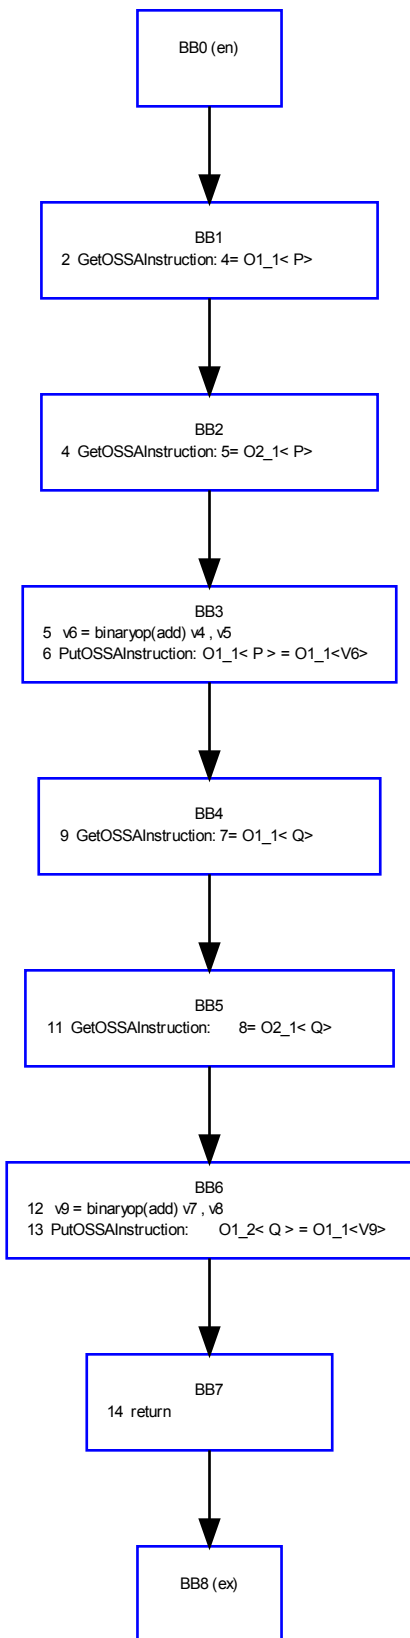 BB0 (en)
BB1
2 GetOSSAInstruction: 4= O1_1< P>
BB2
4 GetOSSAInstruction: 5= O2_1< P>
BB3
5 v6 = binaryop(add) v4 , v5
6 PutOSSAInstruction: O1_1< P > = O1_1<V6>
BB4
9 GetOSSAInstruction: 7= O1_1< Q>
BB5
11 GetOSSAInstruction: 8= O2_1< Q>
BB6
12 v9 = binaryop(add) v7 , v8
13 PutOSSAInstruction: O1_2< Q > = O1_1<V9>
BB7
14 return
BB8 (ex)